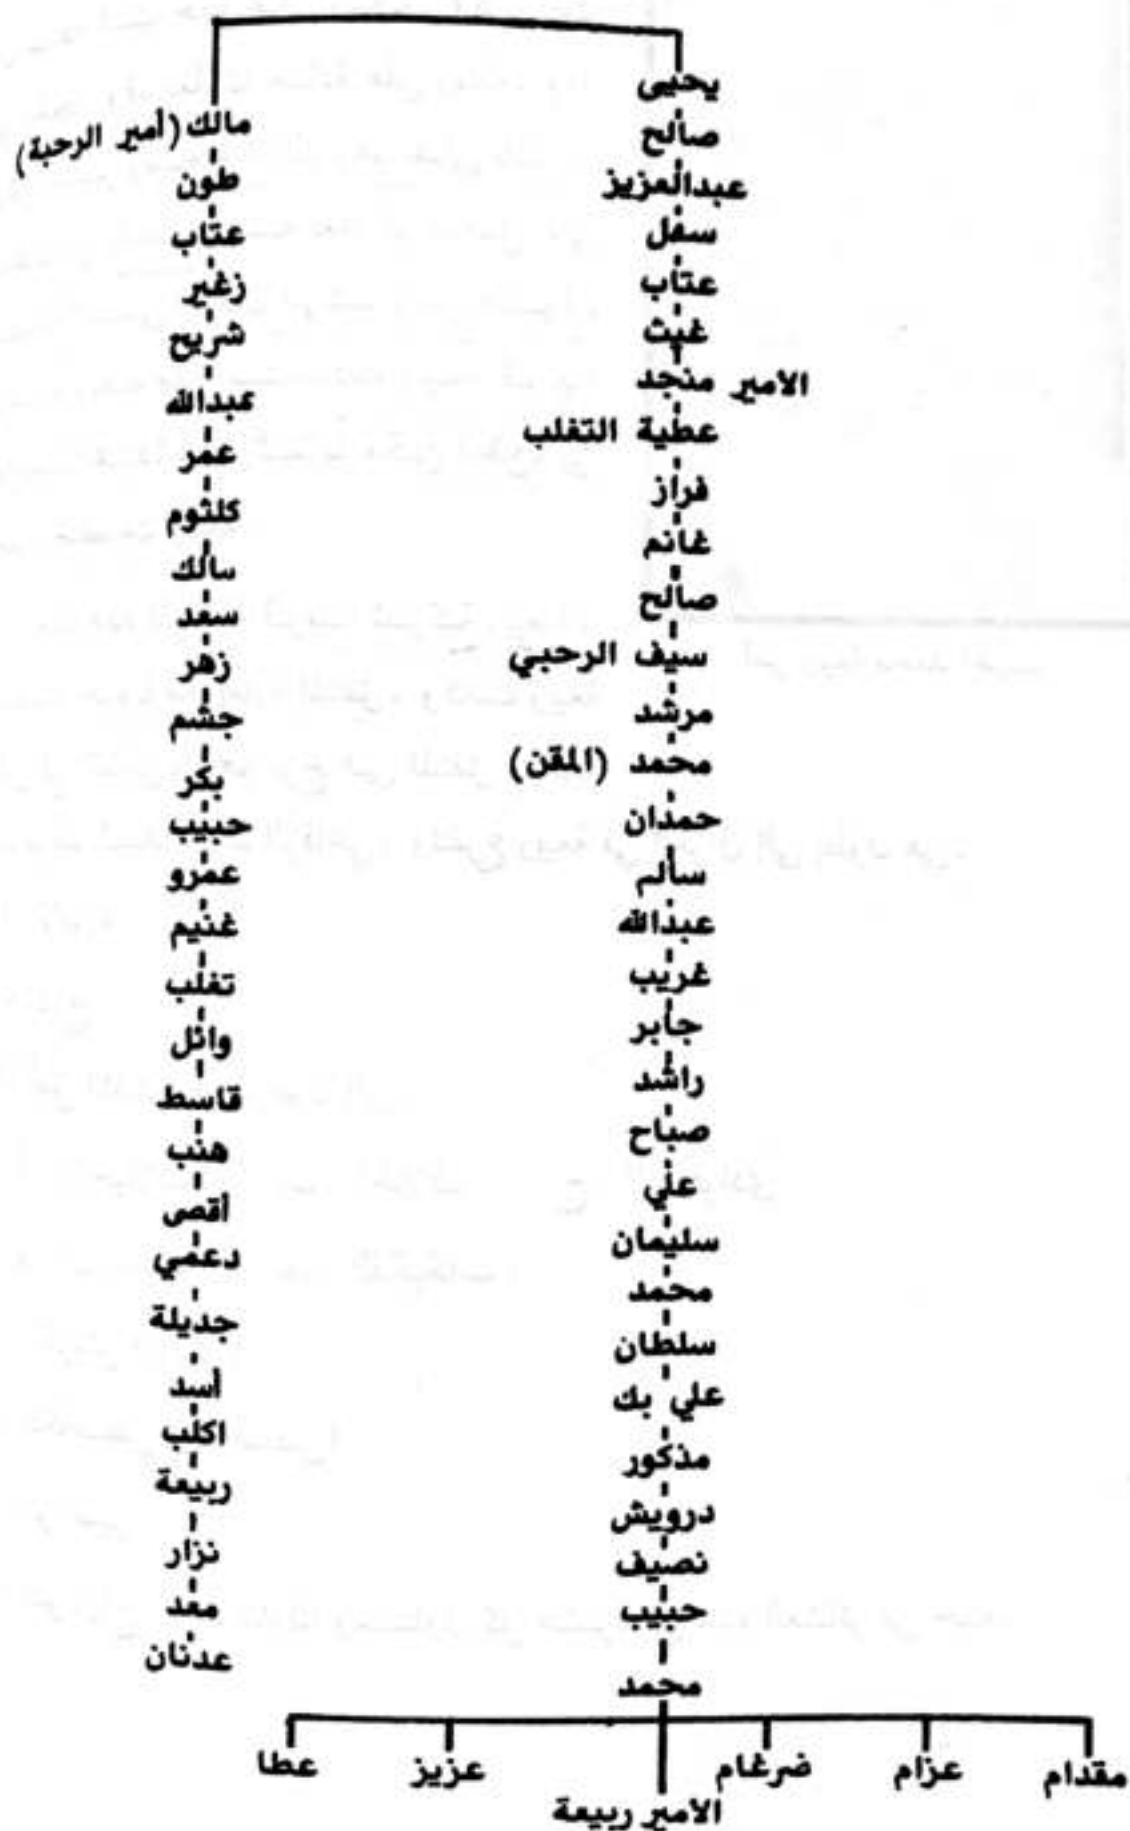 يحيى
صالح
عبدالعزيز
سفل
عتاب
غيث
الامير منجد
عطية التغلب
فراز
غانم
صالح
سيف الرحبي
مرشد
محمد (المقن)
حمدان
سالم
عبدالله
غريب
جابر
راشد
صباح
علي
سليمان
محمد
سلطان
علي بك
مذكور
درويش
نصيف
حبيب
محمد
مالك (أمير الرحبة)
طون
عتاب
زغير
شريح
عبدالله
عمر
كلثوم
مالك
سعد
زهر
جشم
بكر
حبيب
عمرو
غنيم
تغلب
وائل
قاسط
هنب
أقصى
دعمي
جديلة
أسد
اكلب
ربيعة
نزار
معد
عدنان
مقدام
عزام
ضرغام
الامير ربيعة
عزيز
عطا